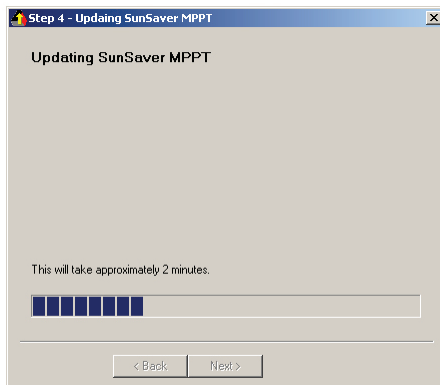 Step 4 - Updaing SunSaver MPPT
Updating SunSaver MPPT
This will take approximately 2 minutes.
< Back
Next >